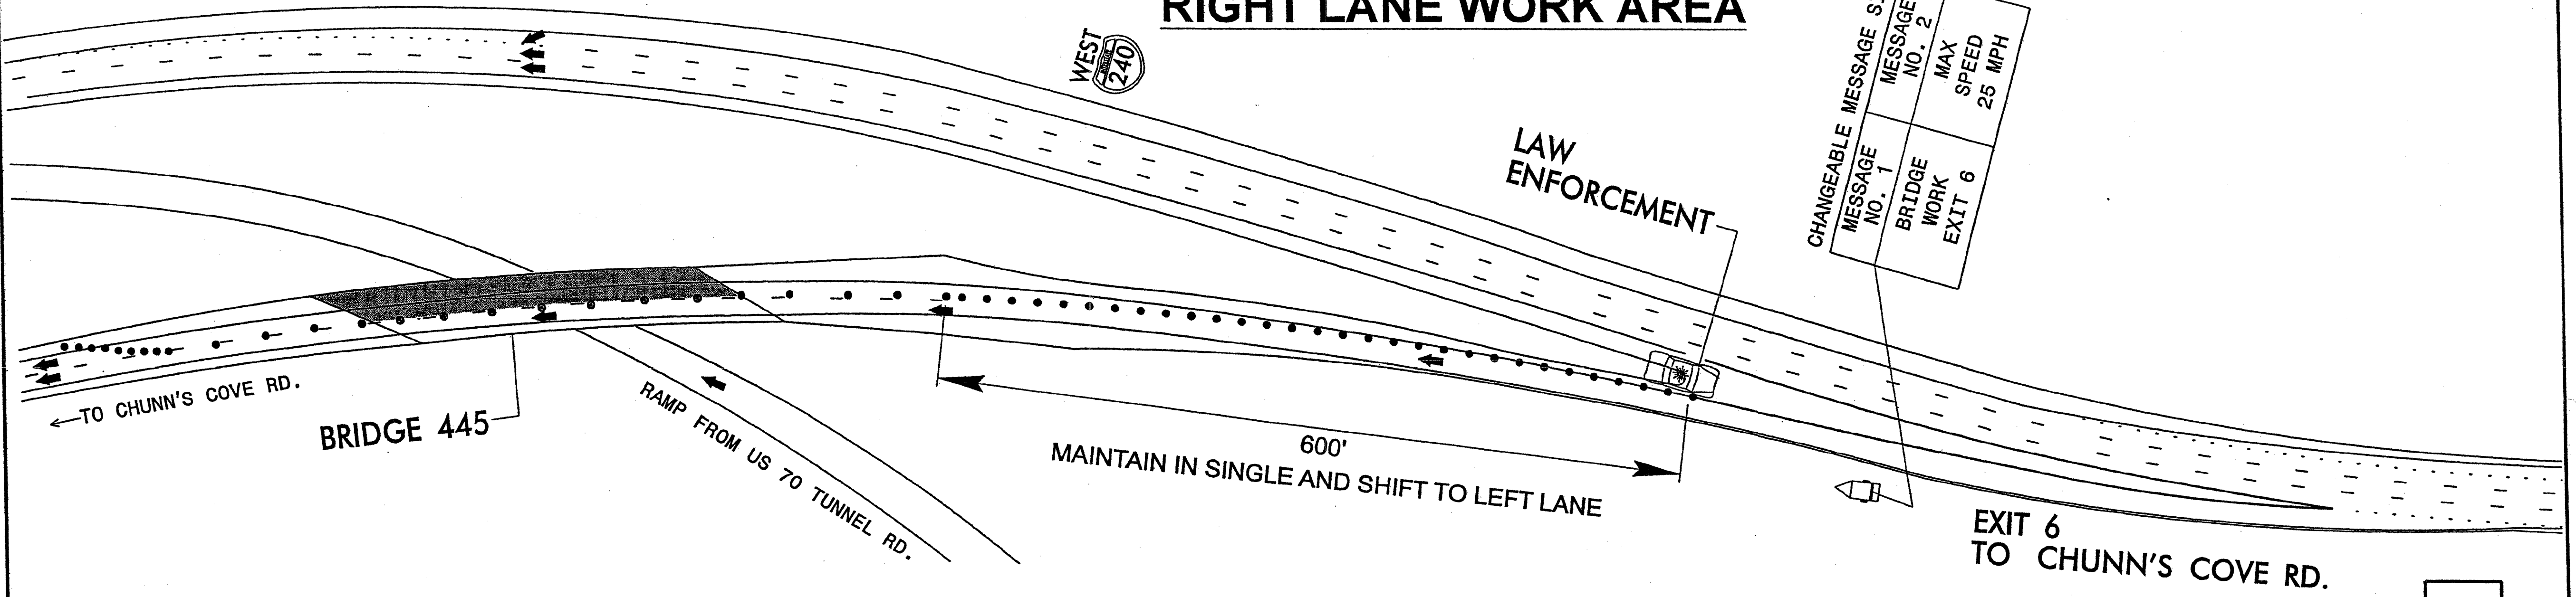 RIGHT LANE WORK AREA
WEST
240
LAW
ENFORCEMENT
CHANGEABLE MESSAGE
MESSAGE
NO. 1
BRIDGE
WORK
EXIT 6
MESSAGE
NO. 2
MAX
SPEED
25 MPH
←TO CHUNN'S COVE RD.
BRIDGE 445
RAMP FROM US 70 TUNNEL RD.
600'
MAINTAIN IN SINGLE AND SHIFT TO LEFT LANE
EXIT 6
TO CHUNN'S COVE RD.